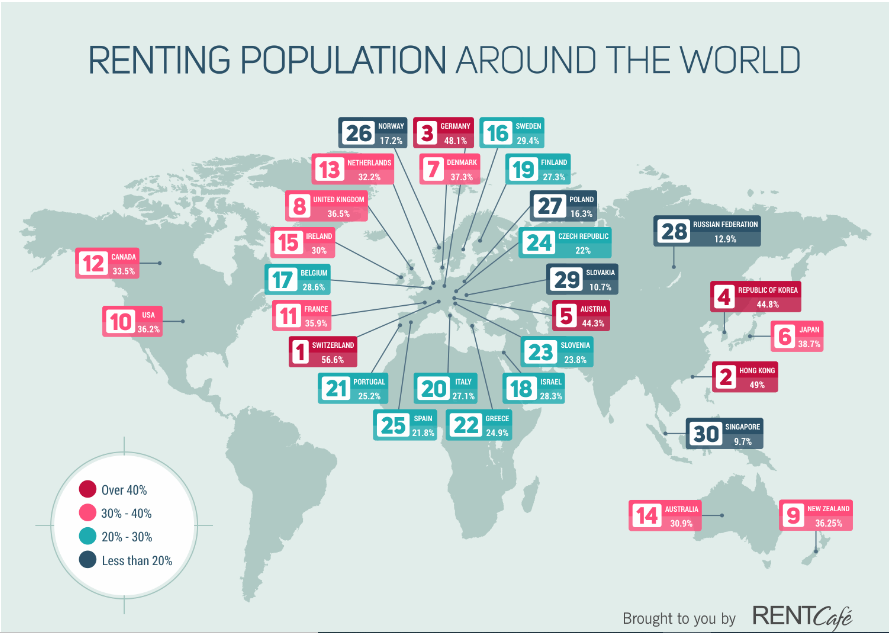 RENTING POPULATION AROUND THE WORLD
26 NORWAY 17.2%
3 GERMANY 48.1%
16 SWEDEN 29.4%
13 NETHERLANDS 32.2%
7 DENMARK 37.3%
19 FINLAND 27.3%
8 UNITED KINGDOM 36.5%
27 POLAND 16.3%
28 RUSSIAN FEDERATION 12.9%
15 IRELAND 30%
24 CZECH REPUBLIC 22%
12 CANADA 33.5%
17 BELGIUM 28.6%
29 SLOVAKIA 10.7%
4 REPUBLIC OF KOREA 44.8%
10 USA 36.2%
11 FRANCE 35.9%
5 AUSTRIA 44.3%
6 JAPAN 38.7%
1 SWITZERLAND 56.6%
23 SLOVENIA 23.8%
2 HONG KONG 49%
21 PORTUGAL 25.2%
20 ITALY 27.1%
18 ISRAEL 28.3%
25 SPAIN 21.8%
22 GREECE 24.9%
30 SINGAPORE 9.7%
Over 40%
30% - 40%
20% - 30%
Less than 20%
14 AUSTRALIA 30.9%
9 NEW ZEALAND 36.25%
Brought to you by RENTCafé